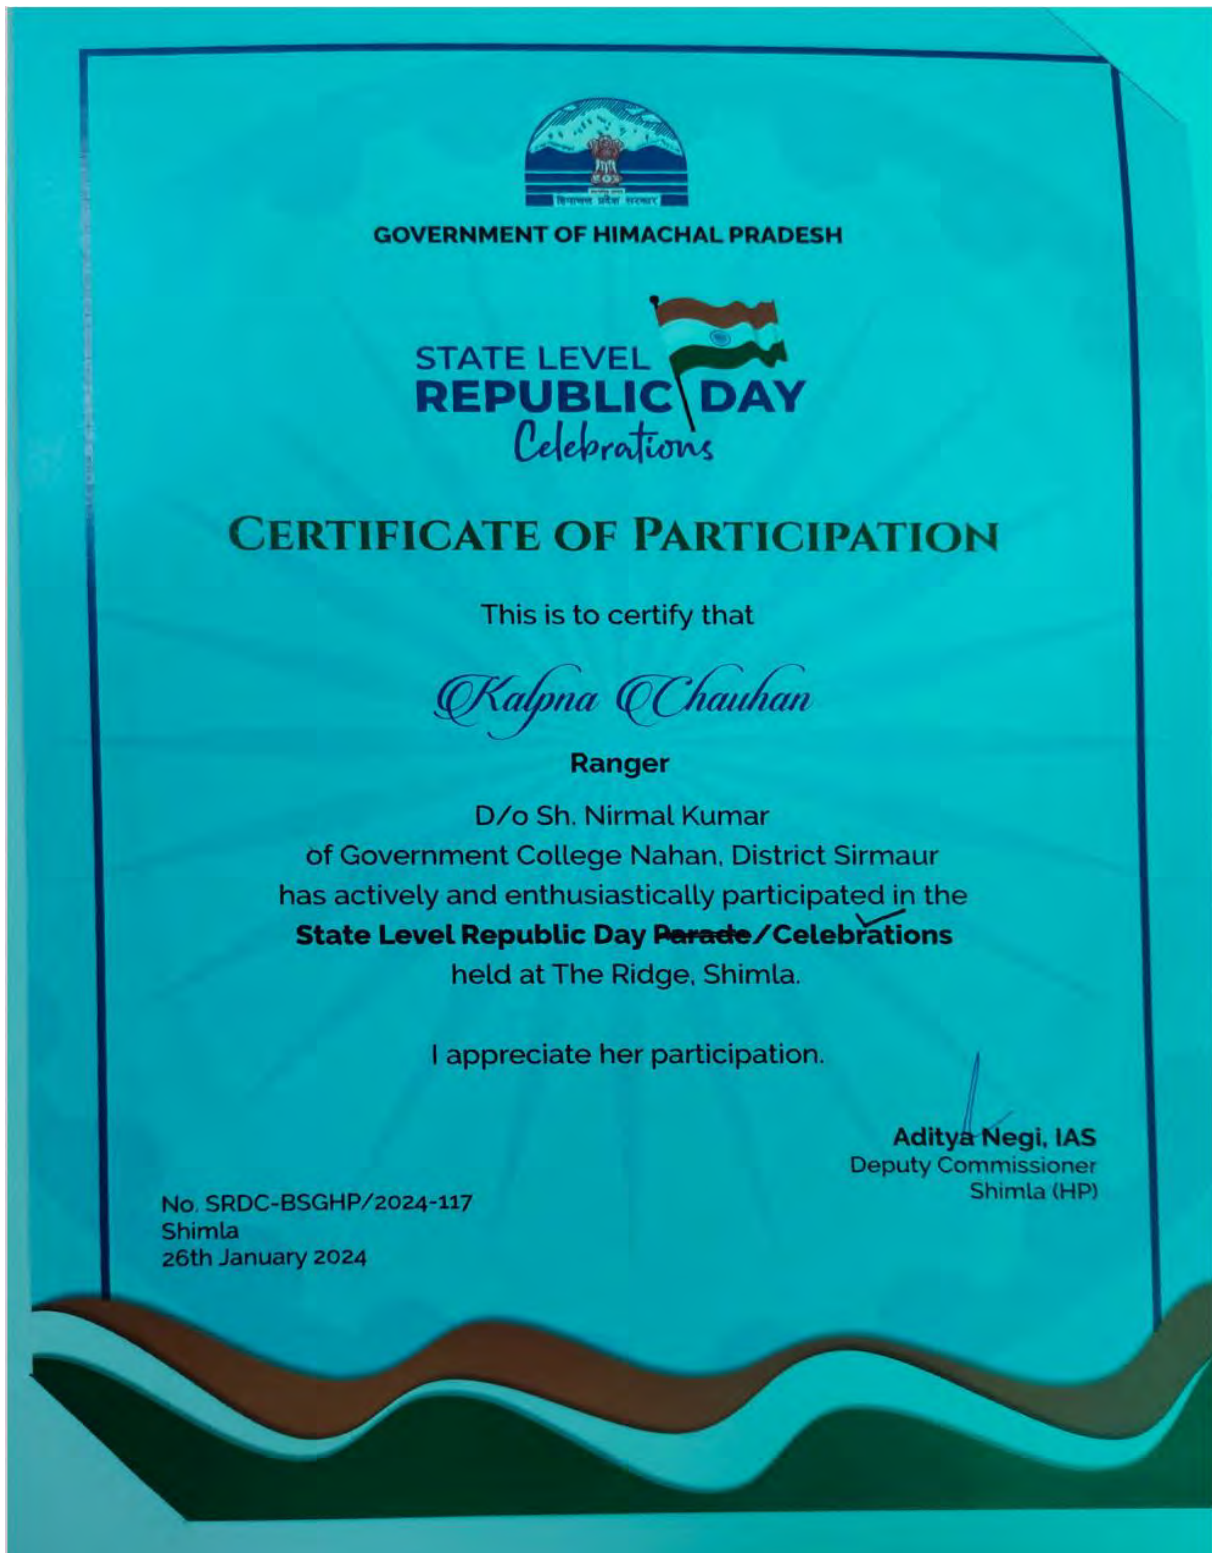 हिमाचल प्रदेश सरकार
GOVERNMENT OF HIMACHAL PRADESH
STATE LEVEL
REPUBLIC DAY
Celebrations
CERTIFICATE OF PARTICIPATION
This is to certify that
Kalpna Chauhan
Ranger
D/o Sh. Nirmal Kumar
of Government College Nahan, District Sirmaur
has actively and enthusiastically participated in the
State Level Republic Day Parade/Celebrations
held at The Ridge, Shimla.
I appreciate her participation.
Aditya Negi, IAS
Deputy Commissioner
Shimla (HP)
No. SRDC-BSGHP/2024-117
Shimla
26th January 2024